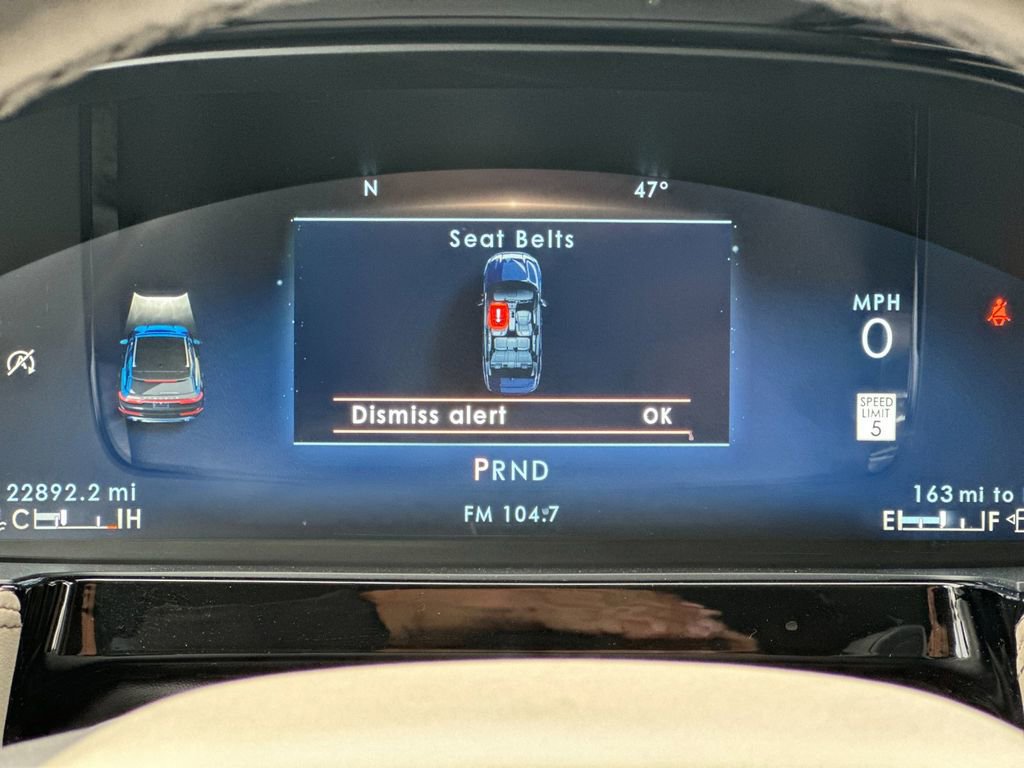 N
47°
Seat Belts
MPH
0
Dismiss alert OK
SPEED
LIMIT
5
PRND
22892.2 mi
163 mi to
C H
FM 104.7
E F